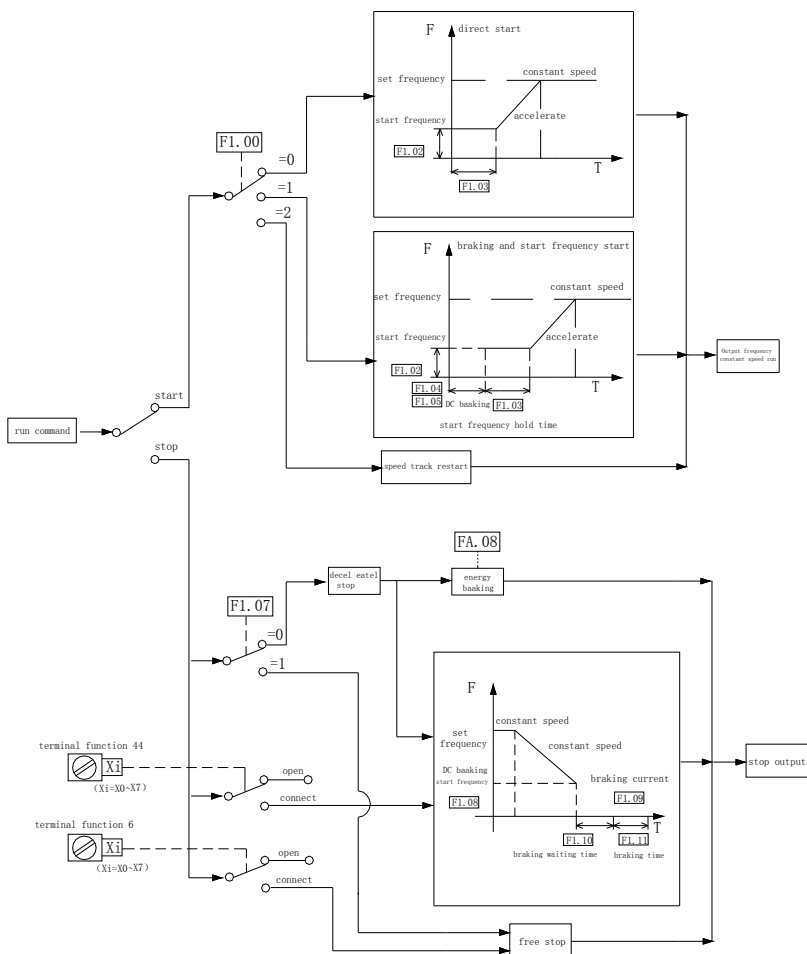 F
direct start
set frequency
constant speed
start frequency
accelerate
F1.02
T
F1.03
F1.00
=0
=1
=2
F
braking and start frequency start
constant speed
set frequency
start frequency
accelerate
F1.02
T
F1.04
F1.05
DC baaking
F1.03
start frequency hold time
Output frequency
constant speed run
start
run command
stop
speed track restart
FA.08
decel eatel
stop
energy
baaking
F1.07
=0
=1
F
constant speed
set
frequency
constant speed
DC baaking
start frequency
braking current
F1.08
F1.09
T
F1.10
F1.11
braking waiting time
braking time
stop output
terminal function 44
Xi
(Xi=X0~X7)
open
connect
terminal function 6
Xi
(Xi=X0~X7)
open
connect
free stop